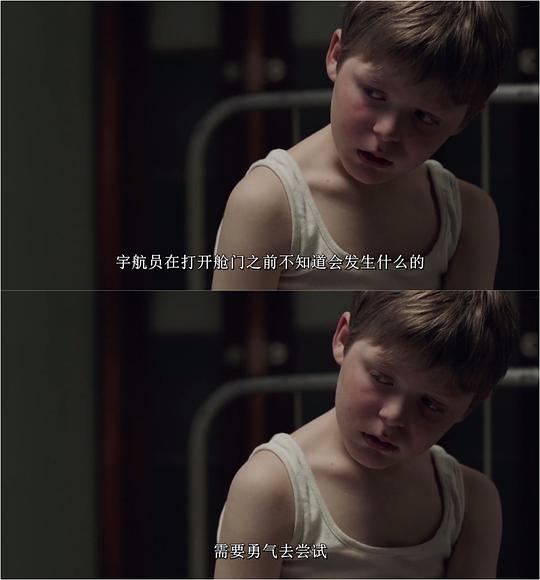 宇航员在打开舱门之前不知道会发生什么的
需要勇气去尝试